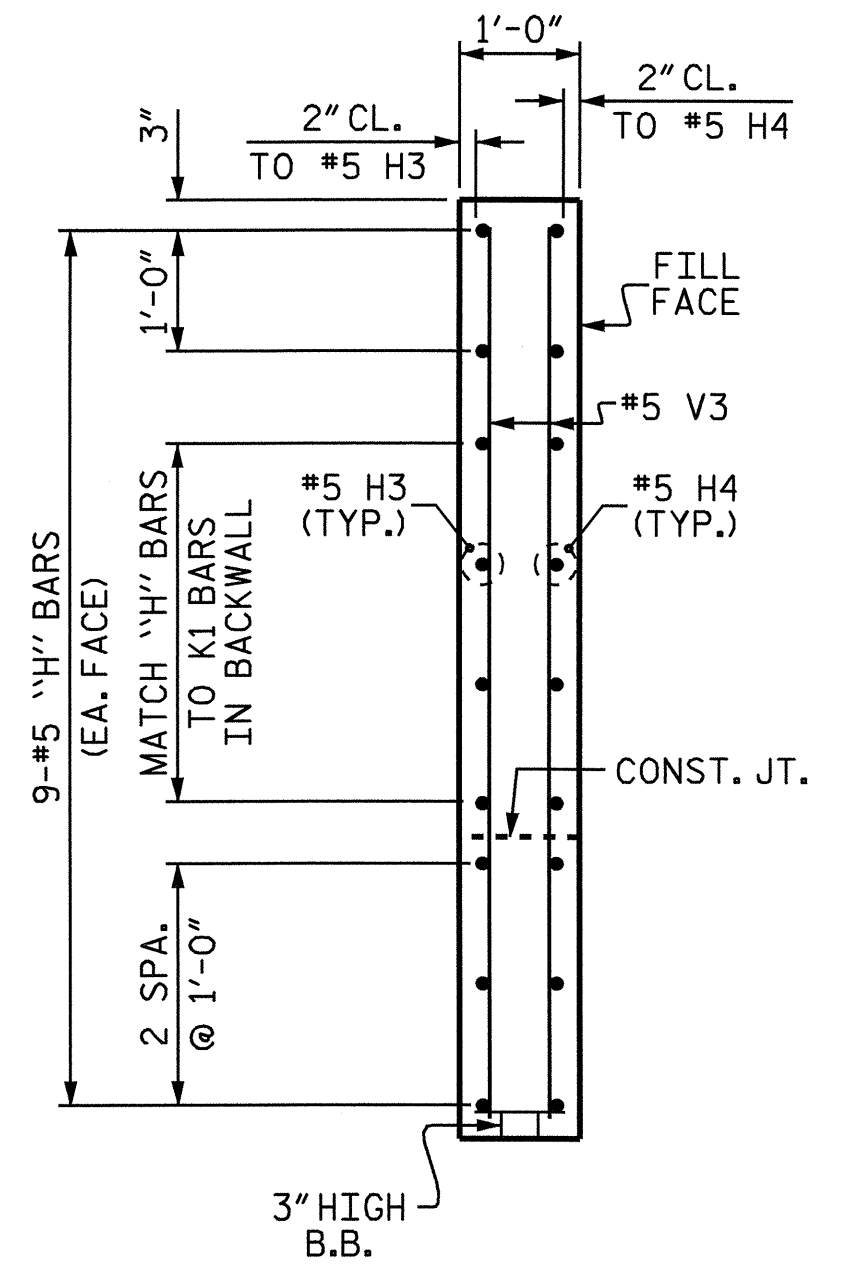 1'-0"
2" CL.
TO #5 H4
2" CL.
TO #5 H3
3"
1'-0"
FILL
FACE
#5 V3
#5 H3
(TYP.)
#5 H4
(TYP.)
9-#5 "H" BARS
(EA. FACE)
MATCH "H" BARS
TO K1 BARS
IN BACKWALL
CONST. JT.
2 SPA.
@ 1'-0"
3" HIGH
B.B.